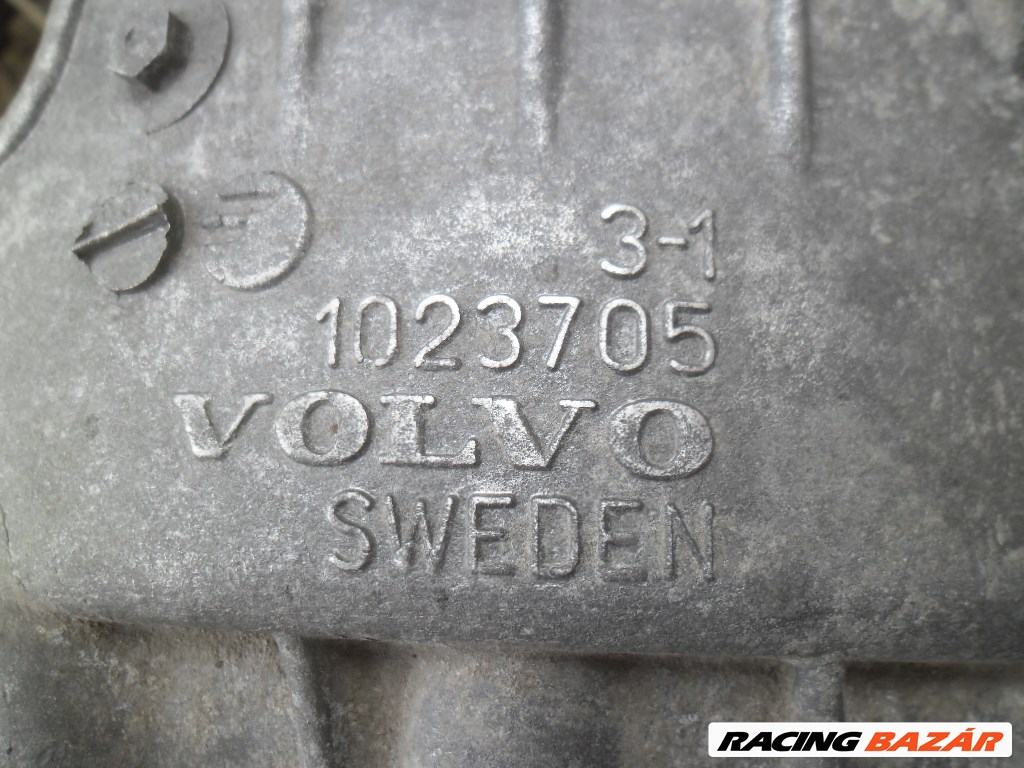 3-1
1023705
VOLVO
SWEDEN
RACING BAZÁR